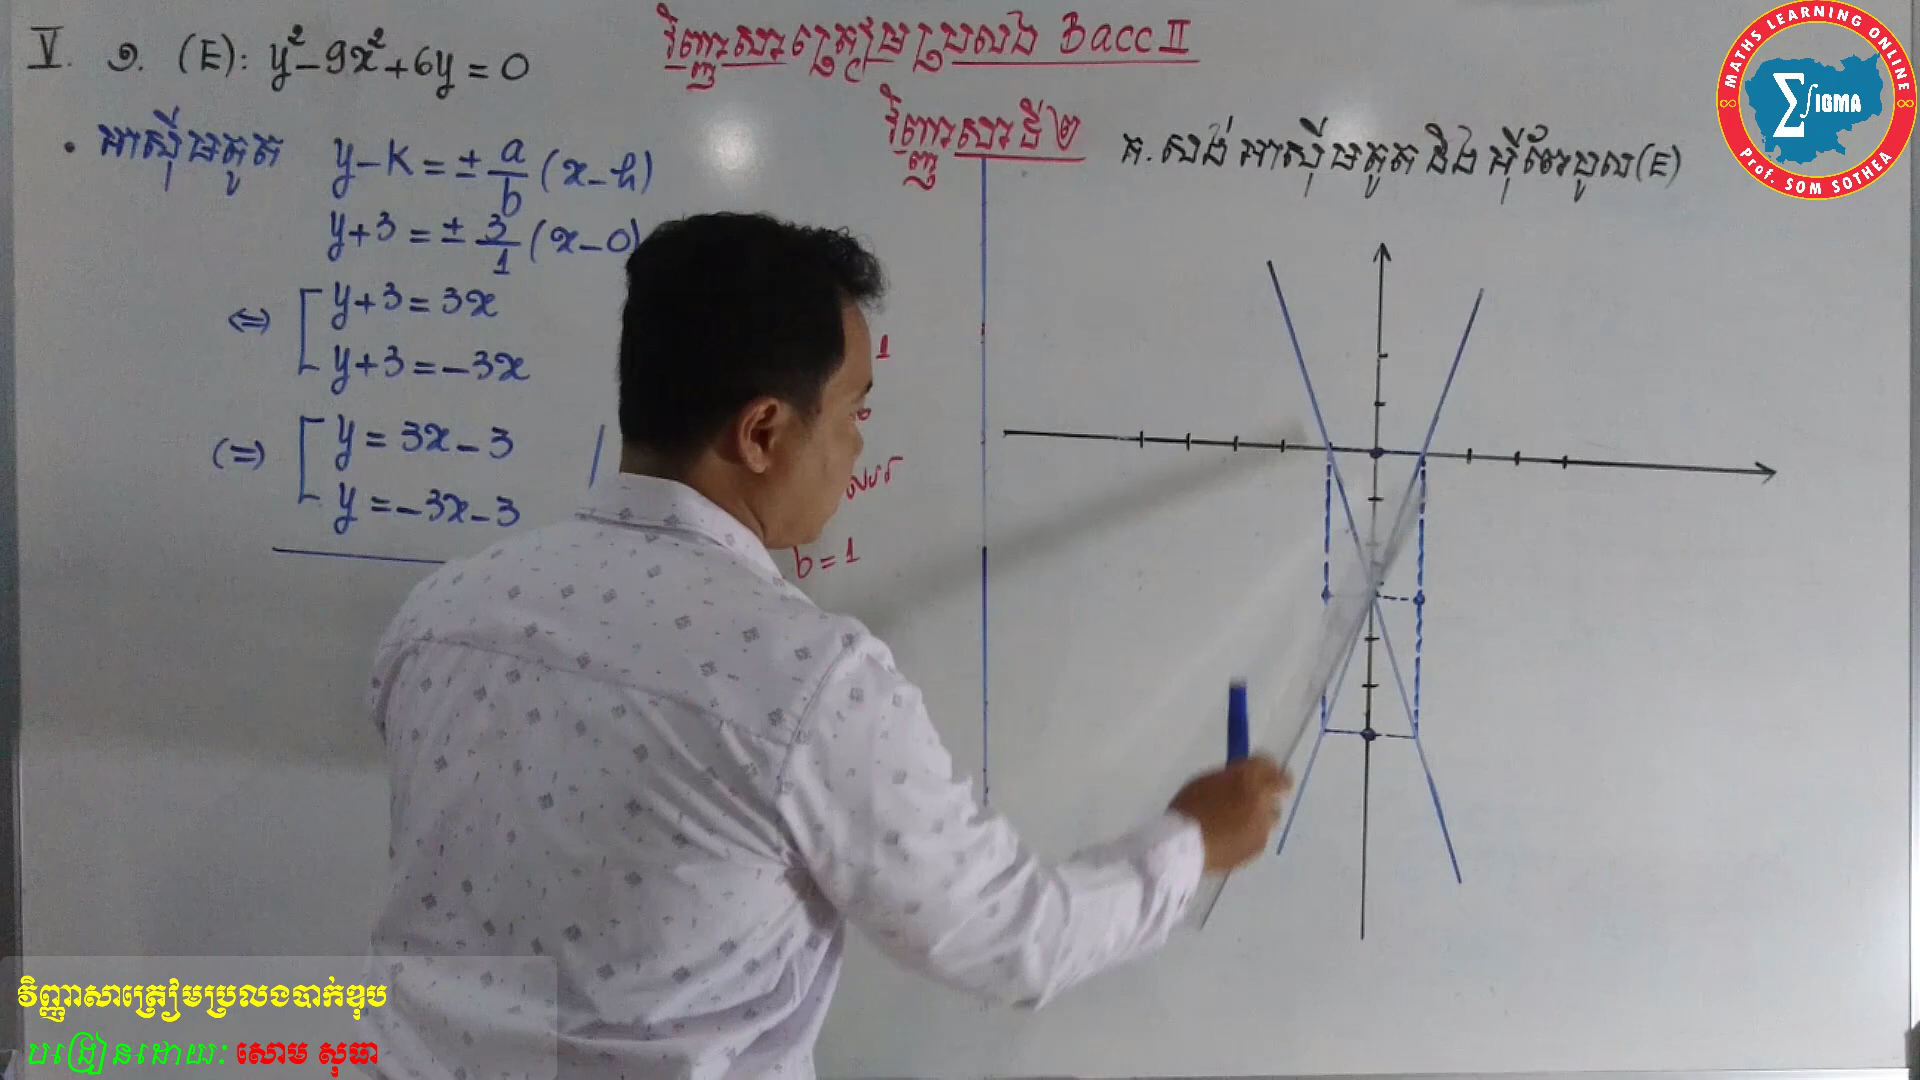 វិញ្ញាសាត្រៀមប្រលង Bacc II
វិញ្ញាសាទី២
V. ១. (E): y² - 9x² + 6y = 0
. អាស៊ីមតូត y - k = ± a/b (x - h)
y + 3 = ± 3/1 (x - 0)
⇔ [ y + 3 = 3x
y + 3 = -3x
(=) [ y = 3x - 3
y = -3x - 3
1
b = 1
គ. សង់អាស៊ីមតូត និងអ៊ីពែបូល (E)
MATHS LEARNING ONLINE
∑∫IGMA
Prof. SOM SOTHEA
វិញ្ញាសាត្រៀមប្រលងបាក់ឌុប
បង្រៀនដោយ: សោម សុធា